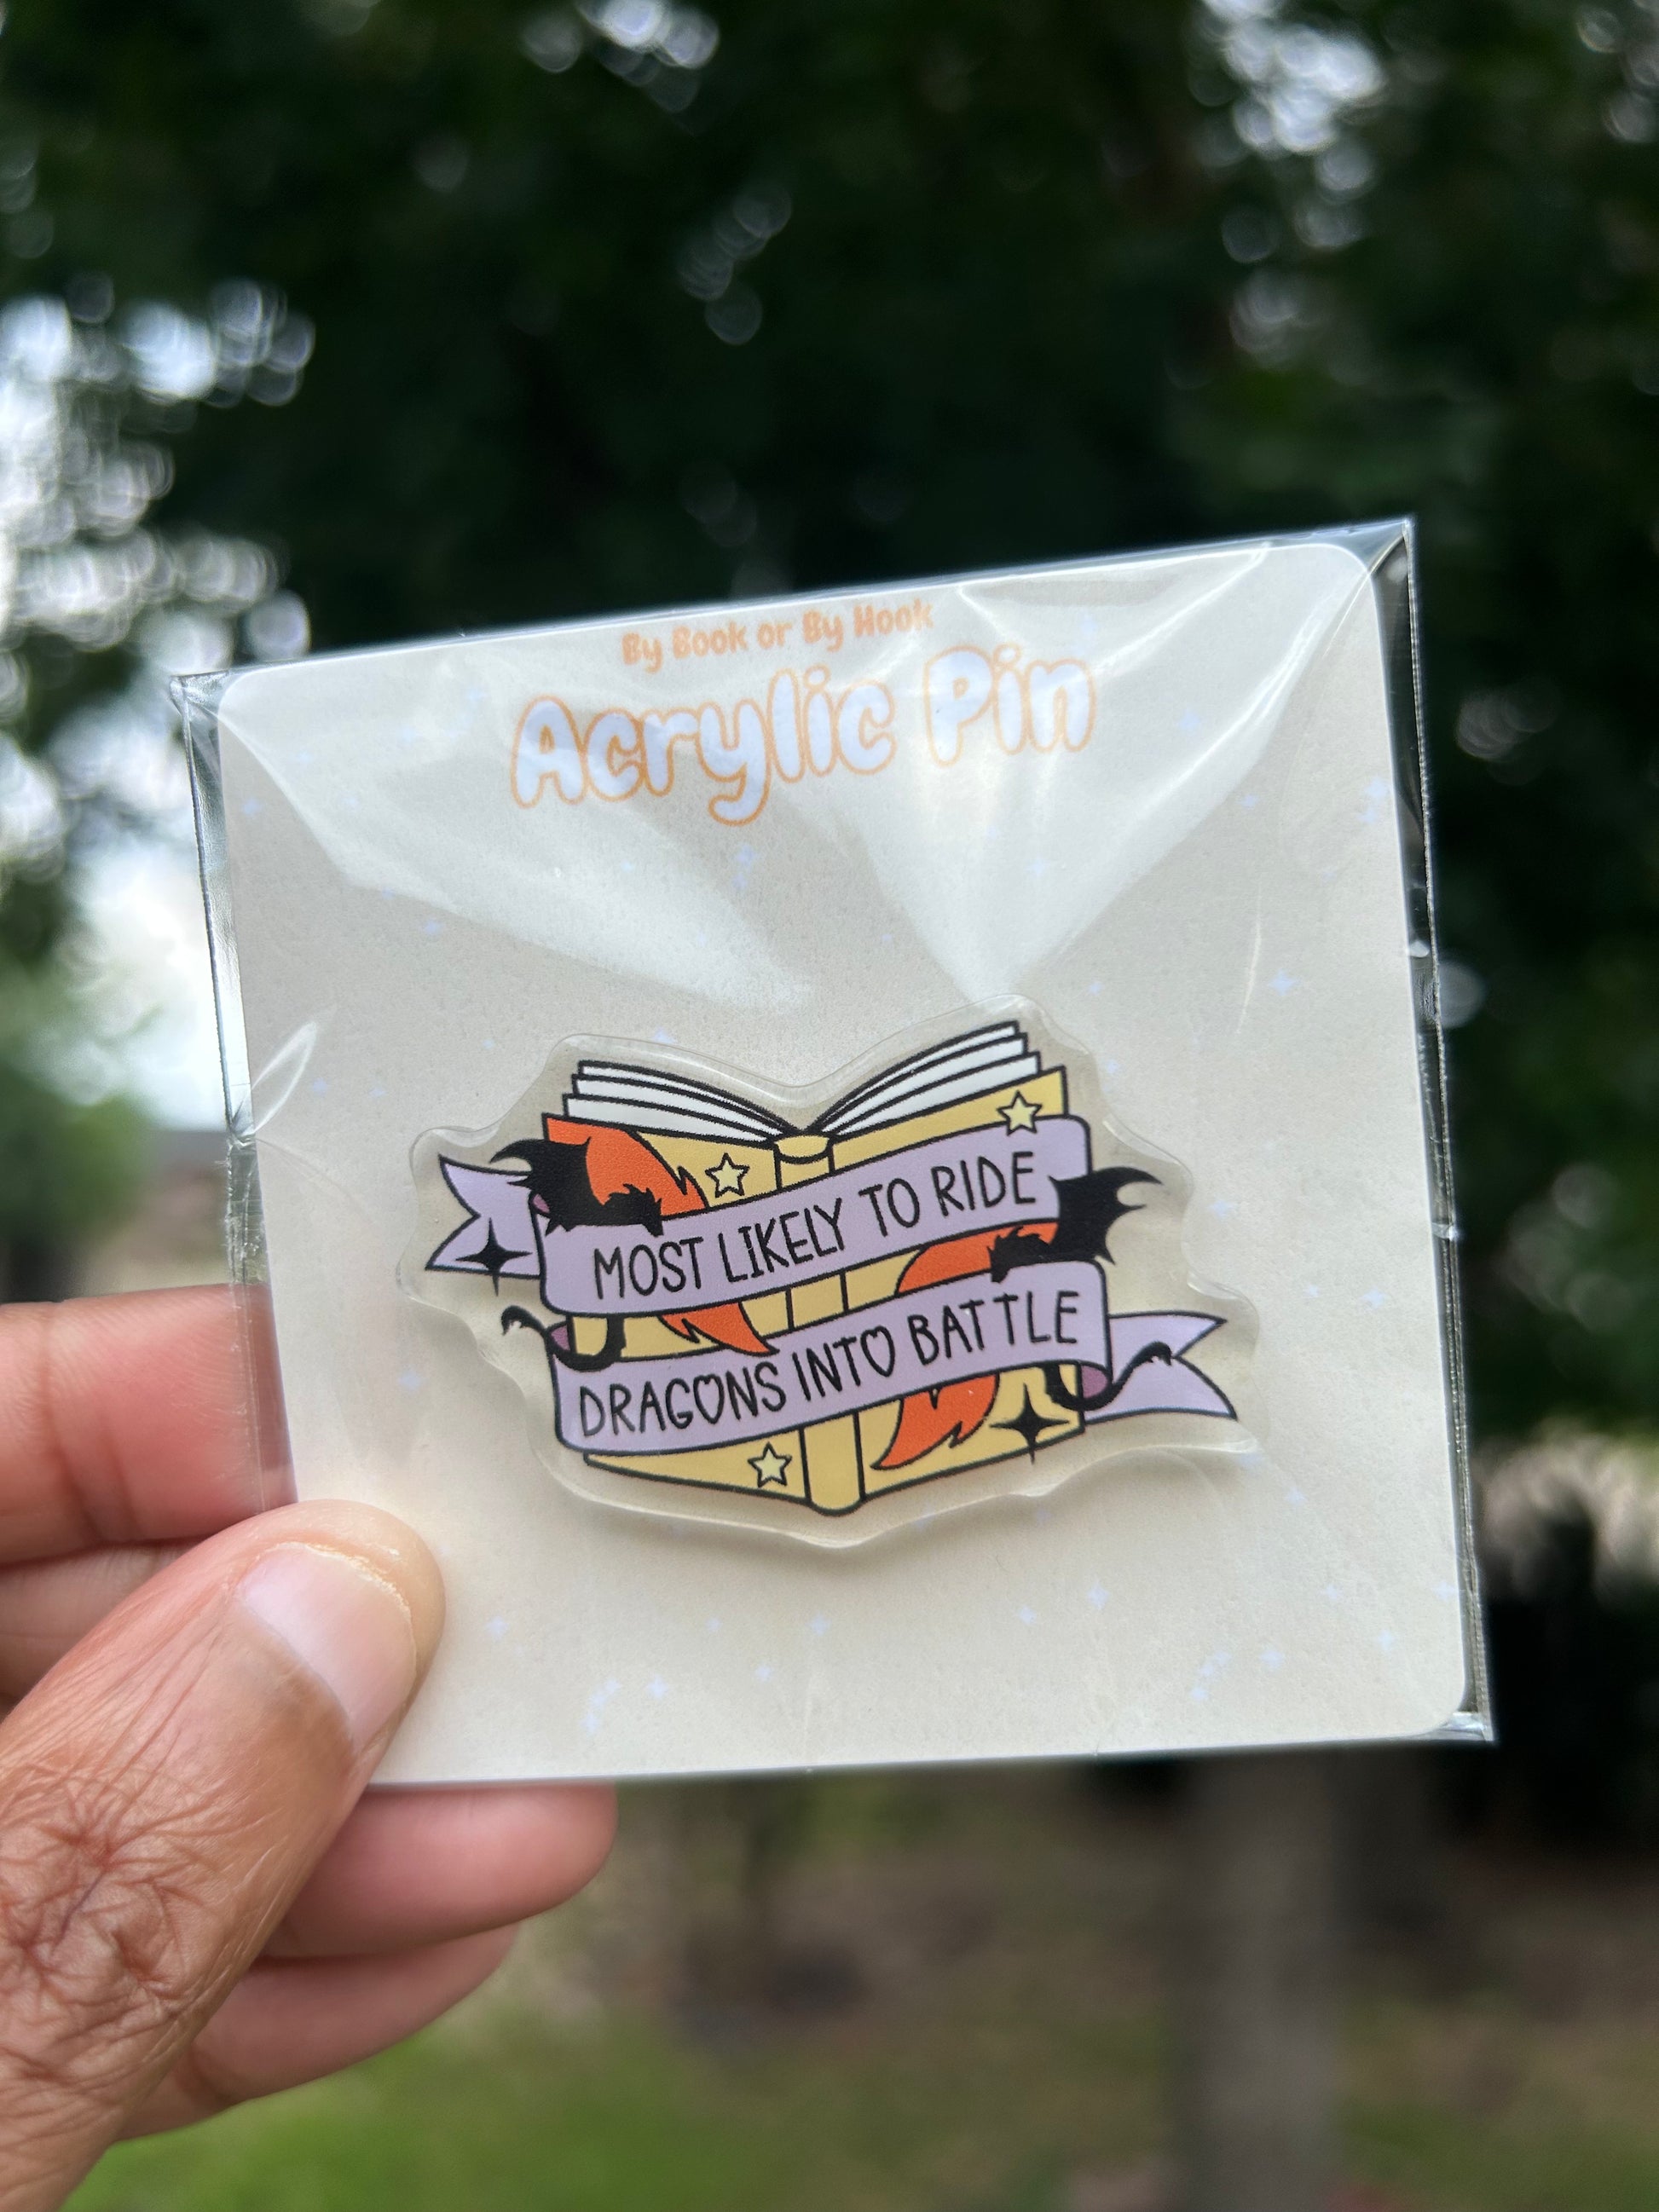 By Book or By Hook
Acrylic Pin
MOST LIKELY TO RIDE
DRAGONS INTO BATTLE